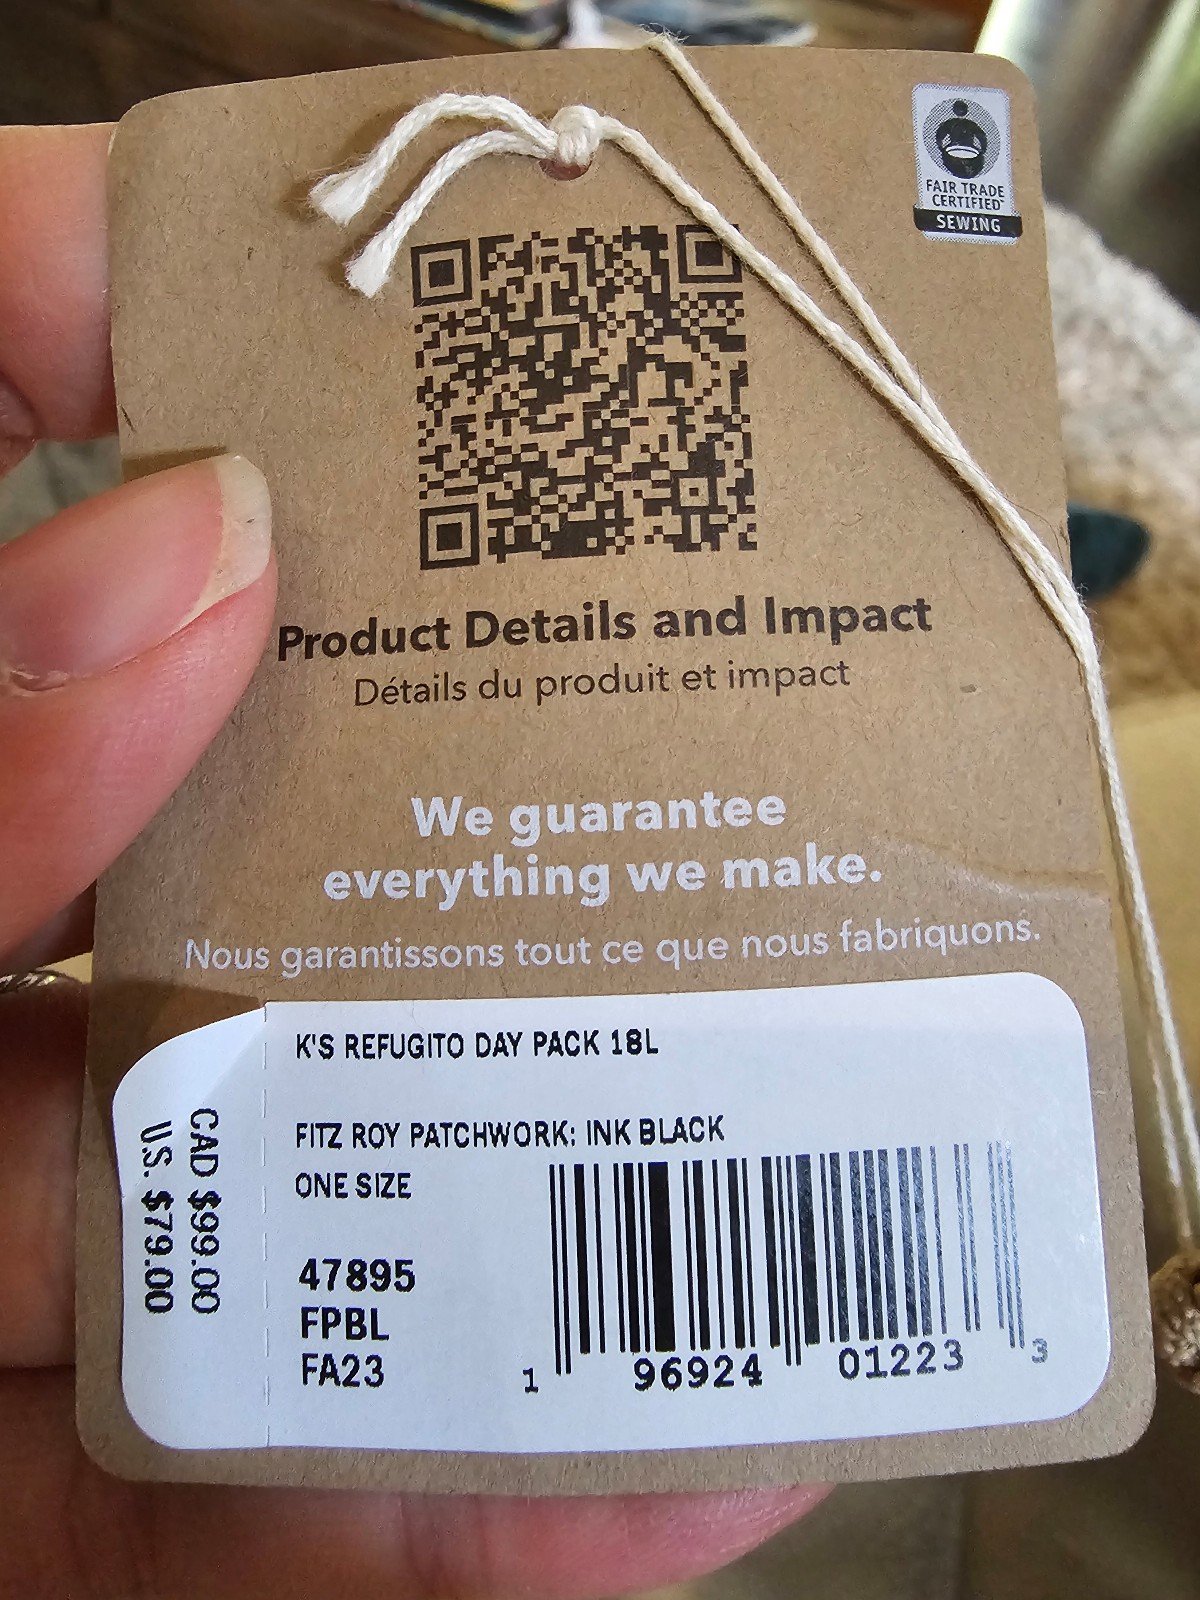 FAIR TRADE
CERTIFIED™
SEWING
Product Details and Impact
Détails du produit et impact
We guarantee
everything we make.
Nous garantissons tout ce que nous fabriquons.
K'S REFUGITO DAY PACK 18L
FITZ ROY PATCHWORK: INK BLACK
ONE SIZE
47895
FPBL
FA23
CAD $99.00
U.S. $79.00
1 96924 01223 3